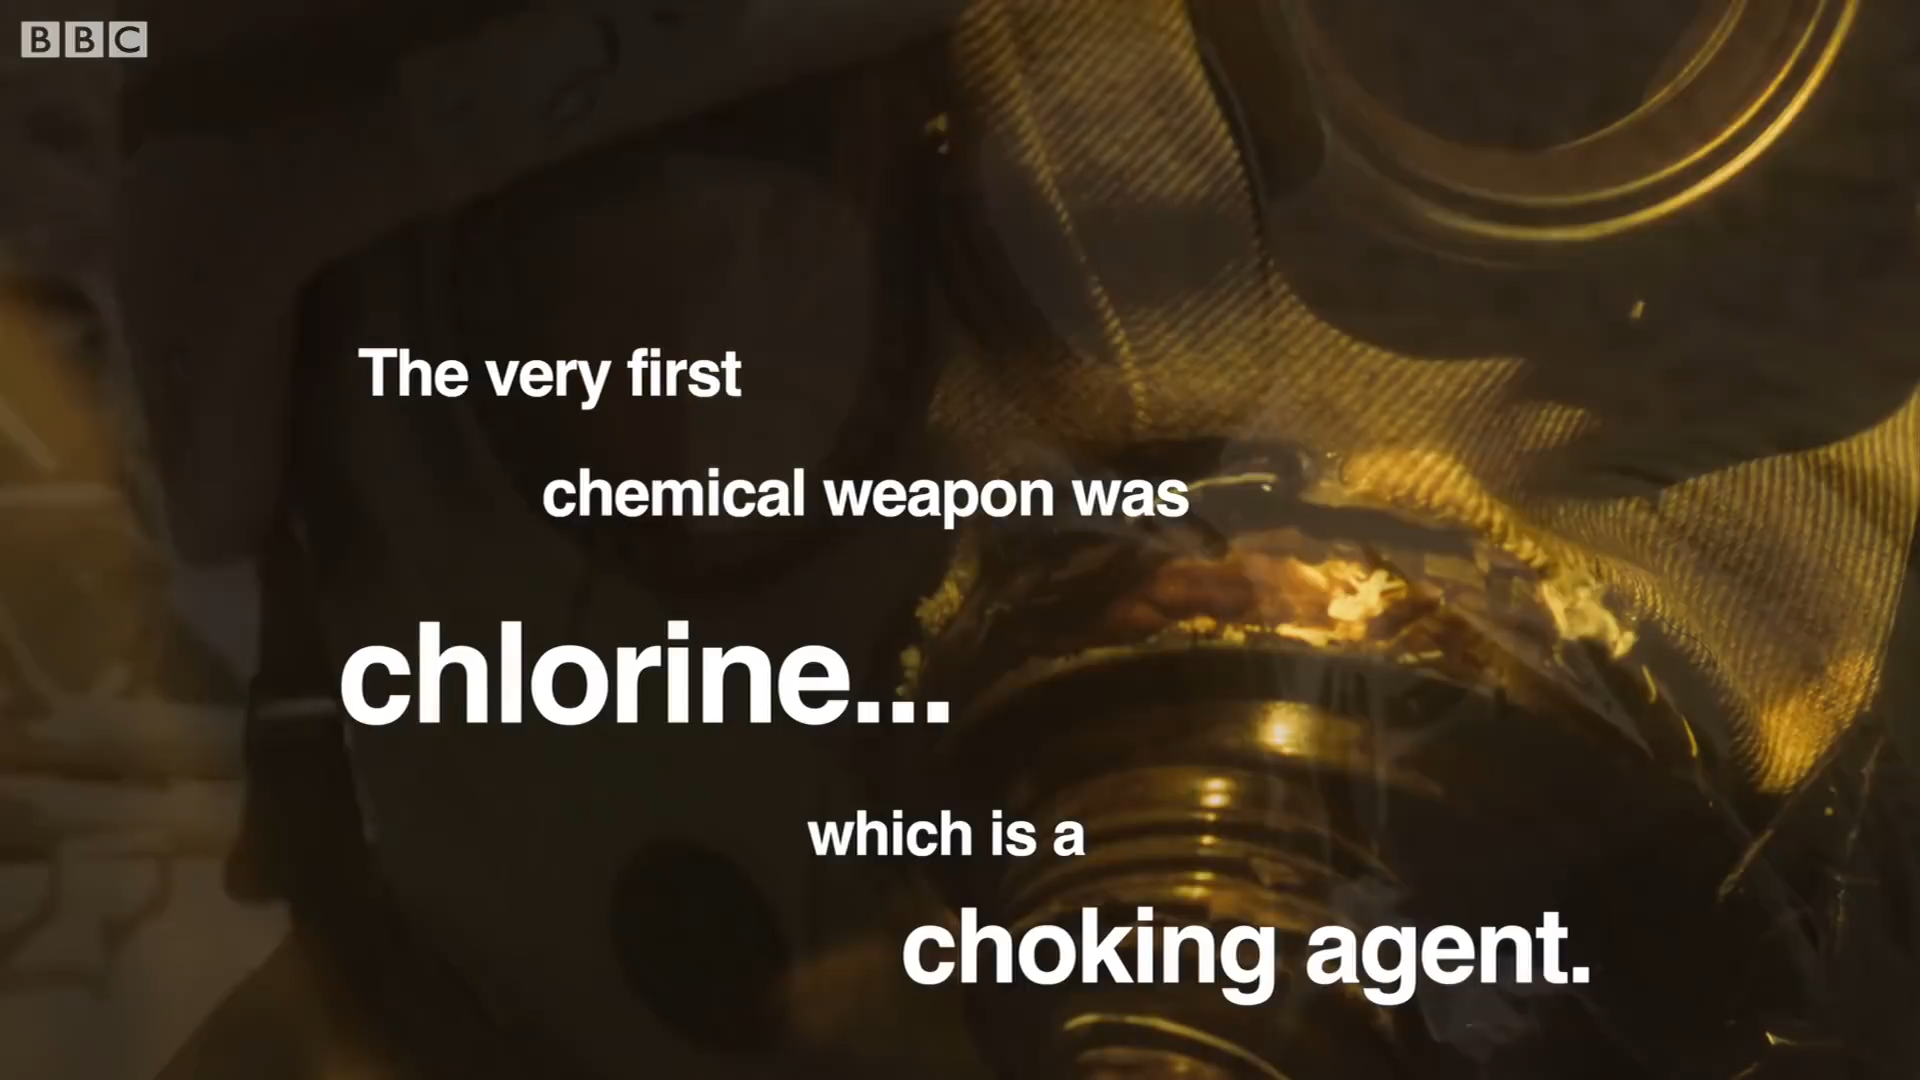 BBC
The very first
chemical weapon was
chlorine...
which is a
choking agent.